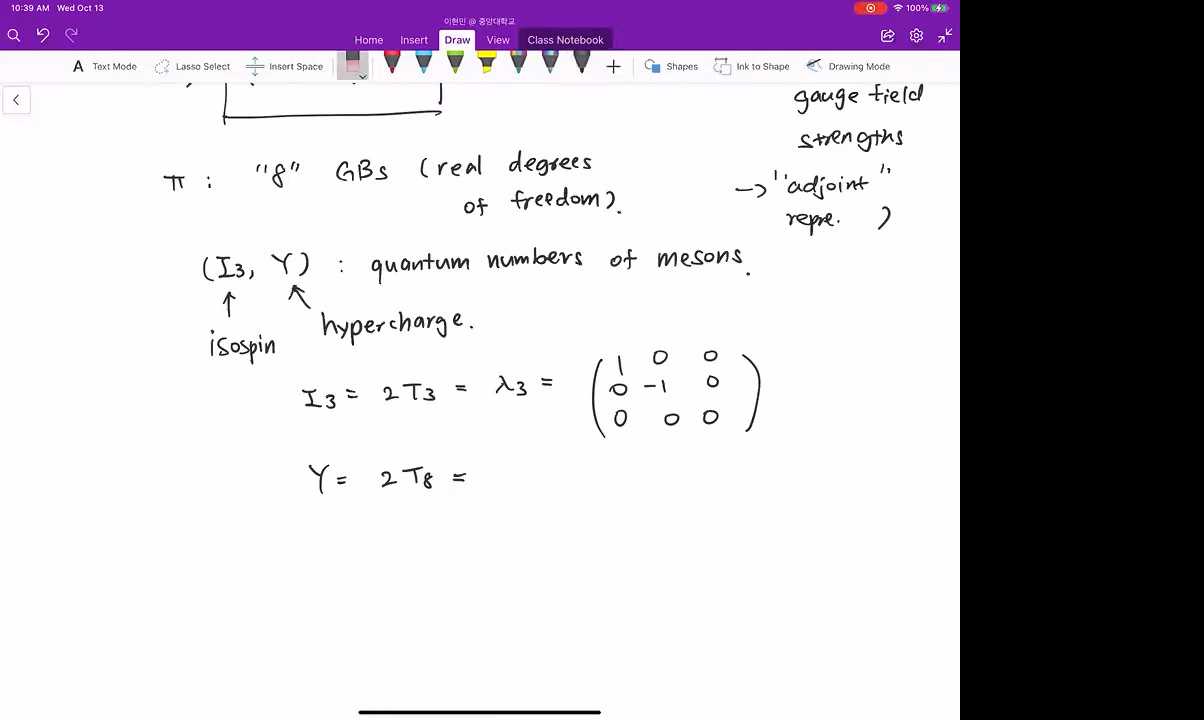 10:39 AM Wed Oct 13
100%
이현민 @ 중앙대학교
Home Insert Draw View Class Notebook
A Text Mode Lasso Select Insert Space Shapes Ink to Shape Drawing Mode
gauge field
strengths
→ "adjoint"
repre. )
π : "8" GBs (real degrees
of freedom).
(I3, Y) : quantum numbers of mesons.
↑ ↖
isospin hypercharge.
I3 = 2T3 = λ3 = ( 1 0 0
0 -1 0
0 0 0 )
Y = 2T8 =